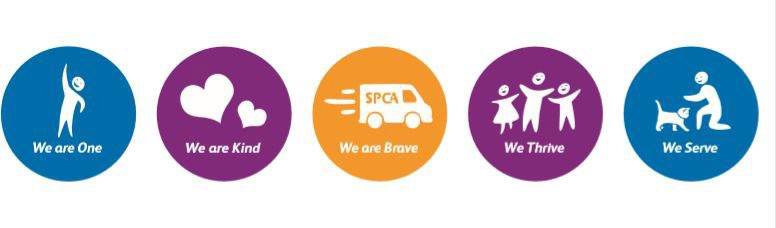 We are One
We are Kind
SPCA
We are Brave
We Thrive
We Serve